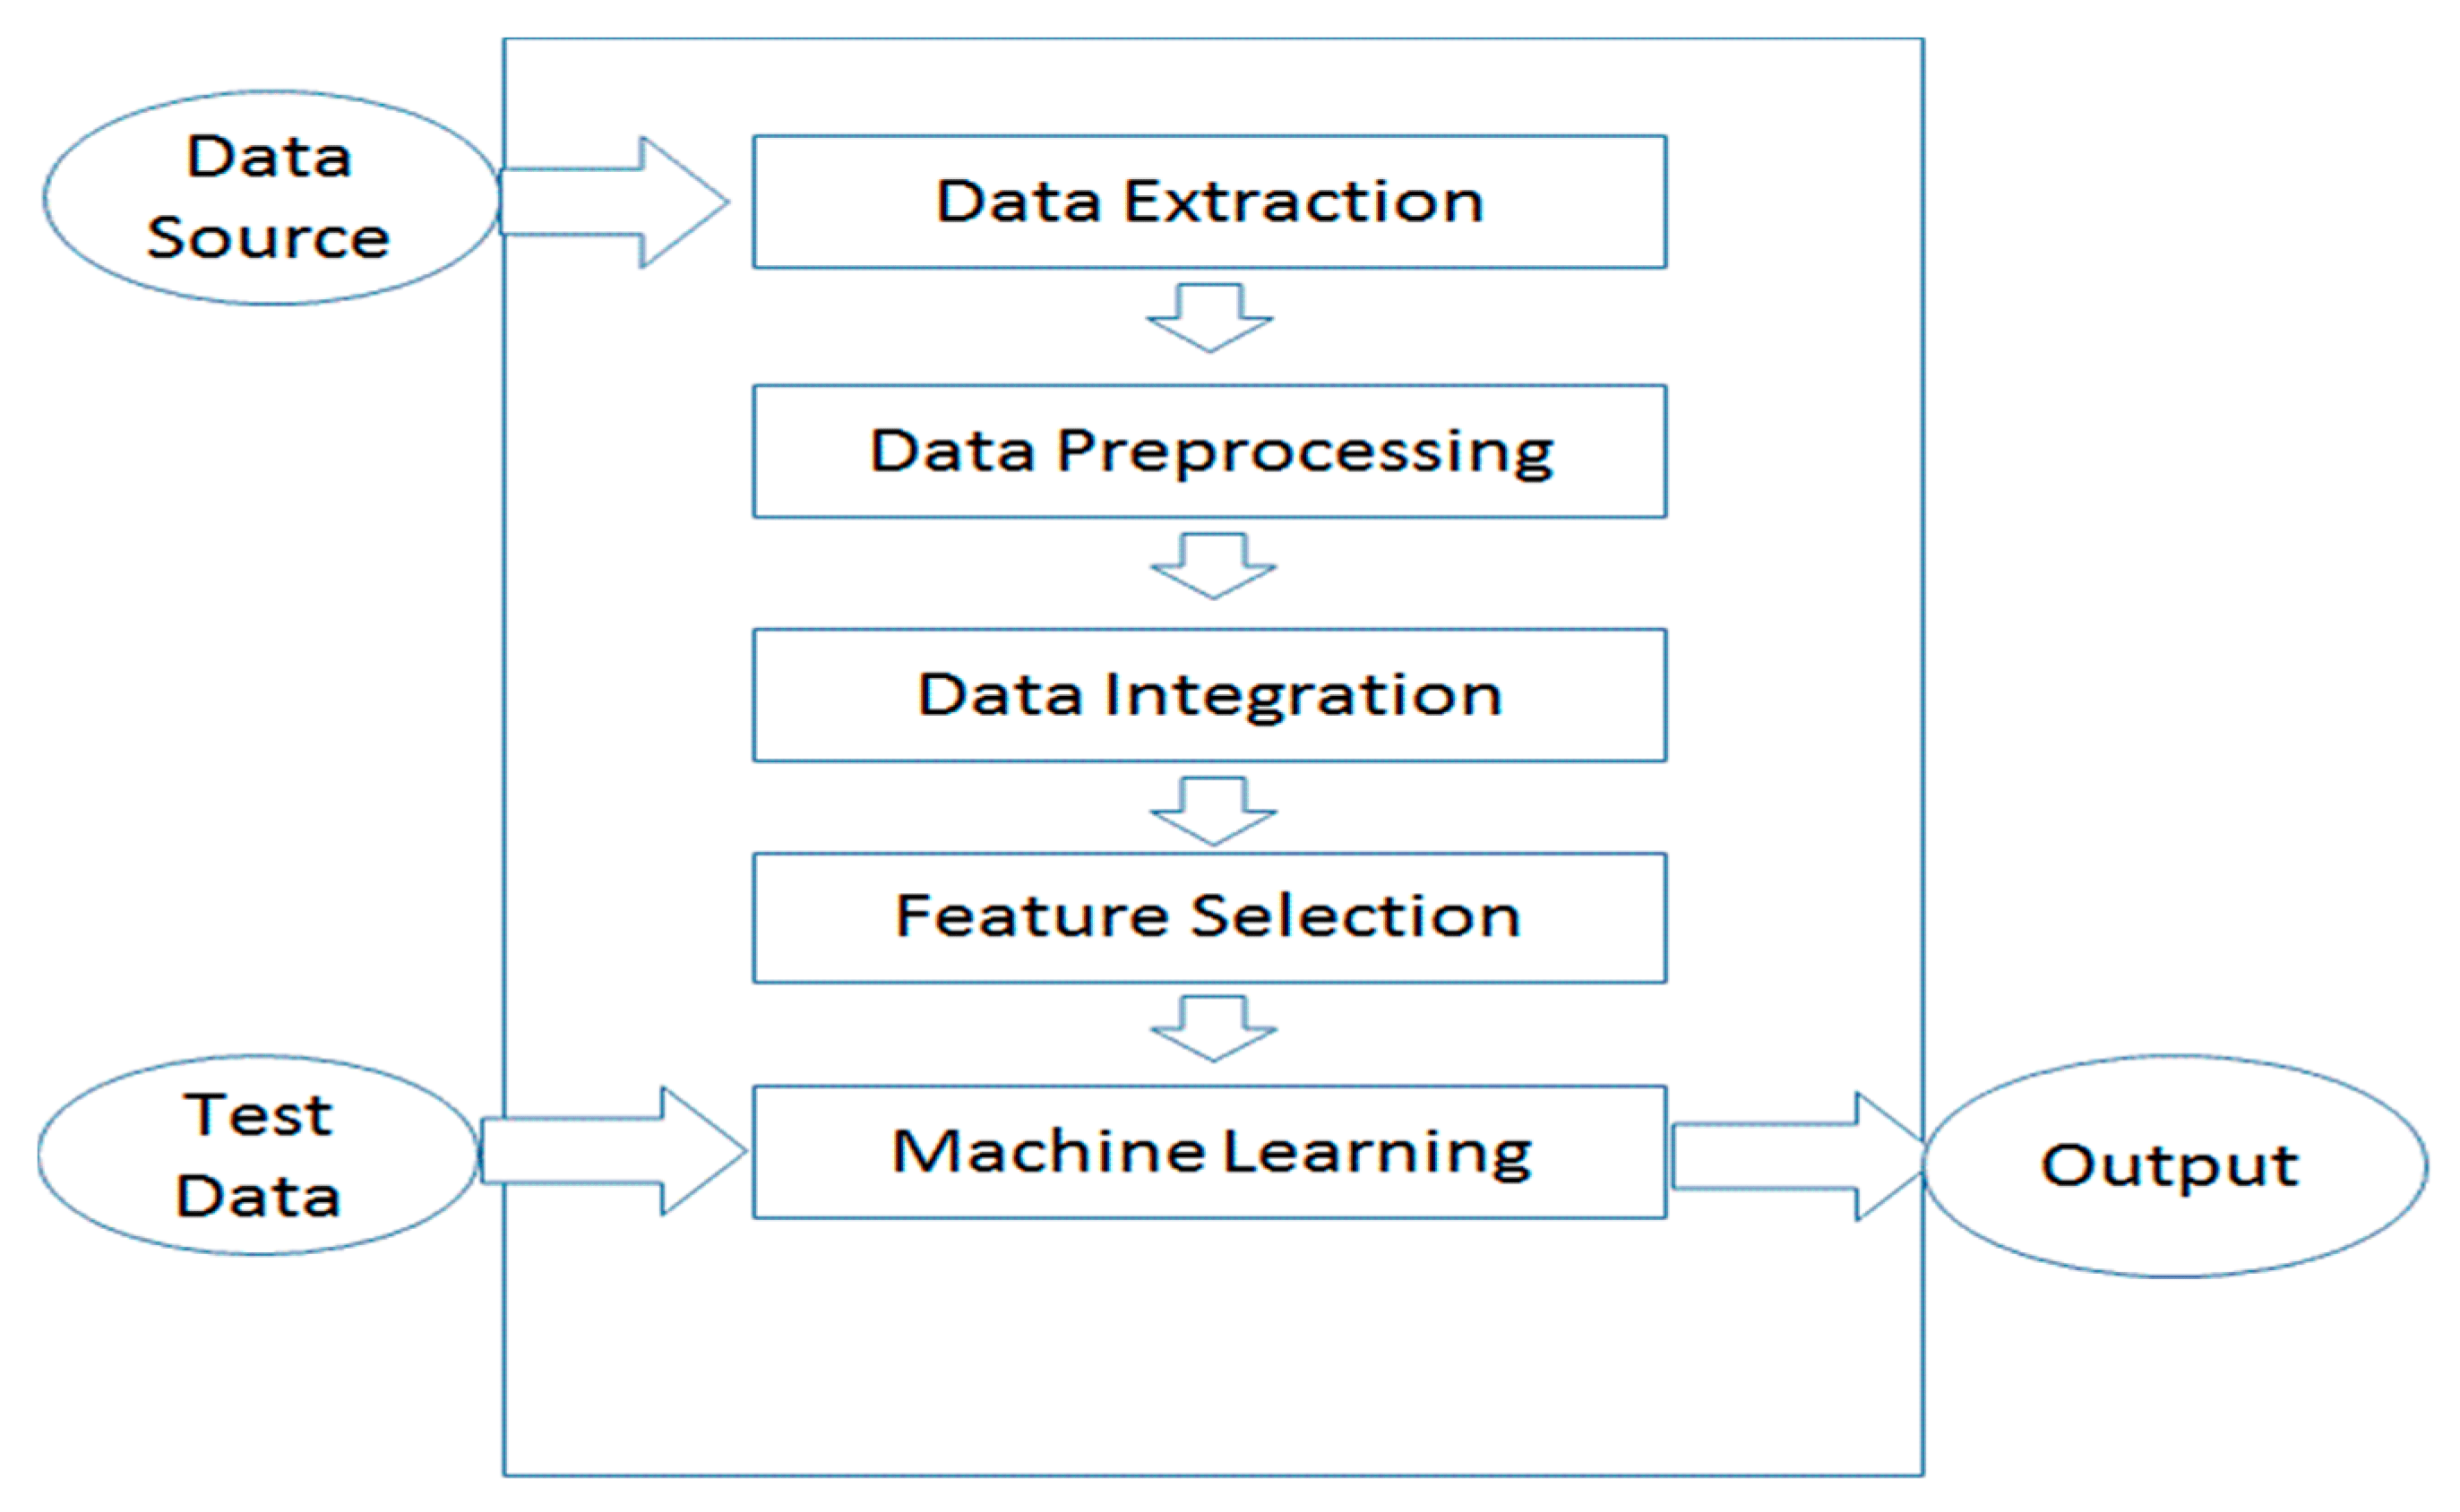 Data
Source
Data Extraction
Data Preprocessing
Data Integration
Feature Selection
Test
Data
Machine Learning
Output